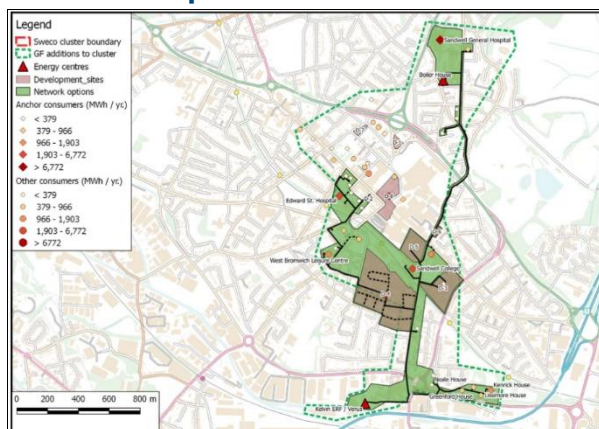 Legend
Sweco cluster boundary
GF additions to cluster
Energy centres
Development_sites
Network options
Anchor consumers (MWh / yr.)
< 379
379 - 966
966 - 1,903
1,903 - 6,772
> 6,772
Other consumers (MWh / yr.)
< 379
379 - 966
966 - 1,903
1,903 - 6,772
> 6772
Sandwell General Hospital
Boiler House
Edward St. Hospital
West Bromwich Leisure Centre
Sandwell College
Kenrick House
Greenford House
Lissimore House
Kelvin ERF / Venus
0 200 400 600 800 m